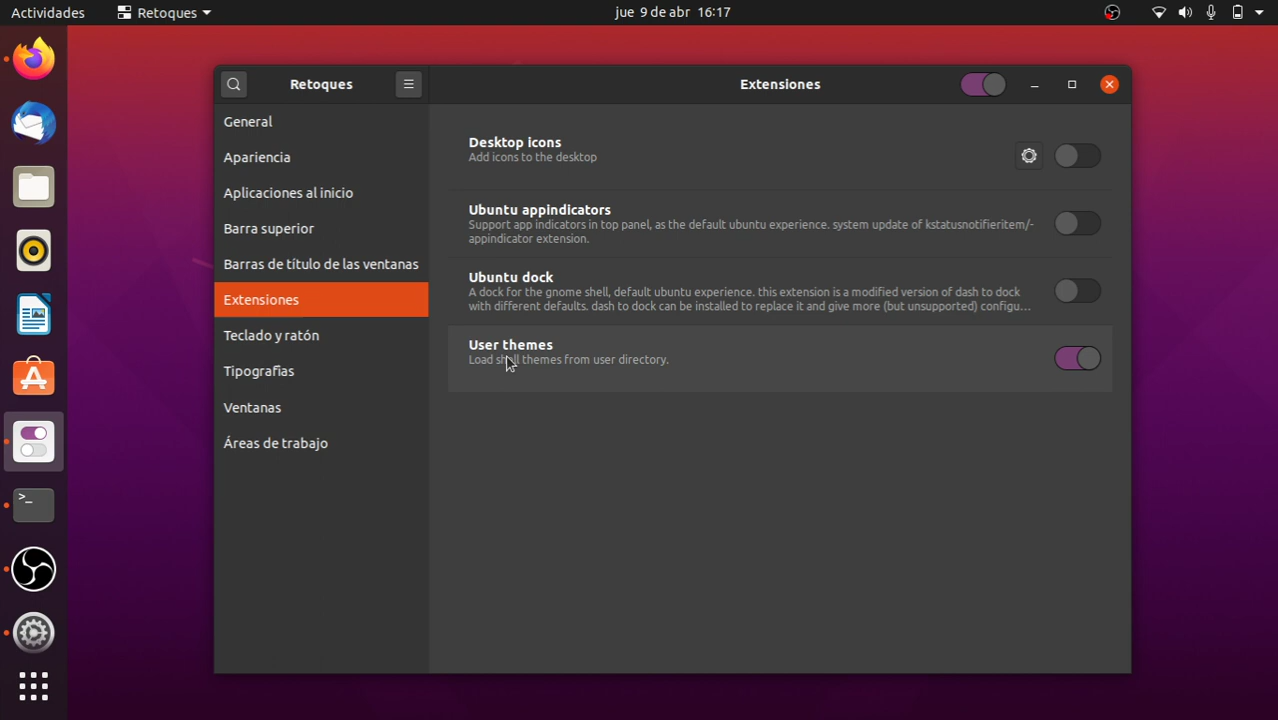 Actividades
Retoques
jue 9 de abr 16:17
Retoques
Extensiones
General
Apariencia
Aplicaciones al inicio
Barra superior
Barras de título de las ventanas
Extensiones
Teclado y ratón
Tipografías
Ventanas
Áreas de trabajo
Desktop icons
Add icons to the desktop
Ubuntu appindicators
Support app indicators in top panel, as the default ubuntu experience. system update of kstatusnotifieritem/-
appindicator extension.
Ubuntu dock
A dock for the gnome shell, default ubuntu experience. this extension is a modified version of dash to dock
with different defaults. dash to dock can be installed to replace it and give more (but unsupported) configu...
User themes
Load shell themes from user directory.